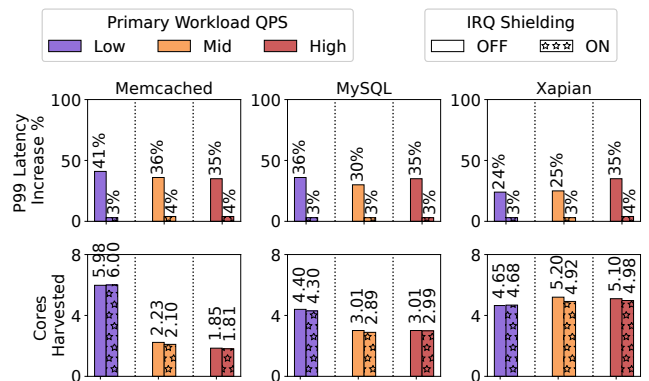 Primary Workload QPS
Low Mid High
IRQ Shielding
OFF ON
Memcached MySQL Xapian
P99 Latency
Increase %
100
50
0
41% 3% 36% 4% 35% 4%
100
50
0
36% 3% 30% 3% 35% 3%
100
50
0
24% 3% 25% 3% 35% 4%
Cores
Harvested
8
4
0
5.98 6.00 2.23 2.10 1.85 1.81
8
4
0
4.40 4.30 3.01 2.89 3.01 2.99
8
4
0
4.65 4.68 5.20 4.92 5.10 4.98